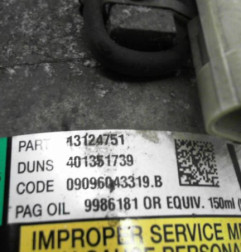 PART 13124751
DUNS 401351739
CODE 09096043319.B
PAG OIL 9986181 OR EQUIV. 150ml
IMPROPER SERVICE